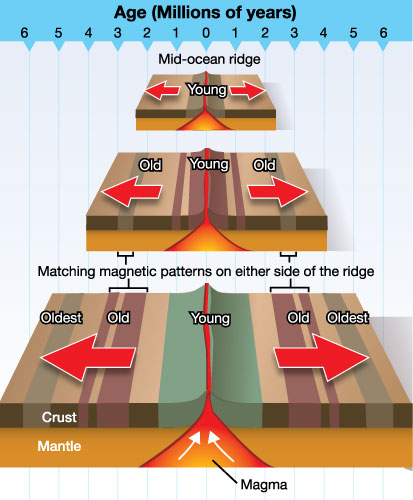 Age (Millions of years)
6 5 4 3 2 1 0 1 2 3 4 5 6
Mid-ocean ridge
Young
Old Young Old
Matching magnetic patterns on either side of the ridge
Oldest Old Young Old Oldest
Crust
Mantle
Magma